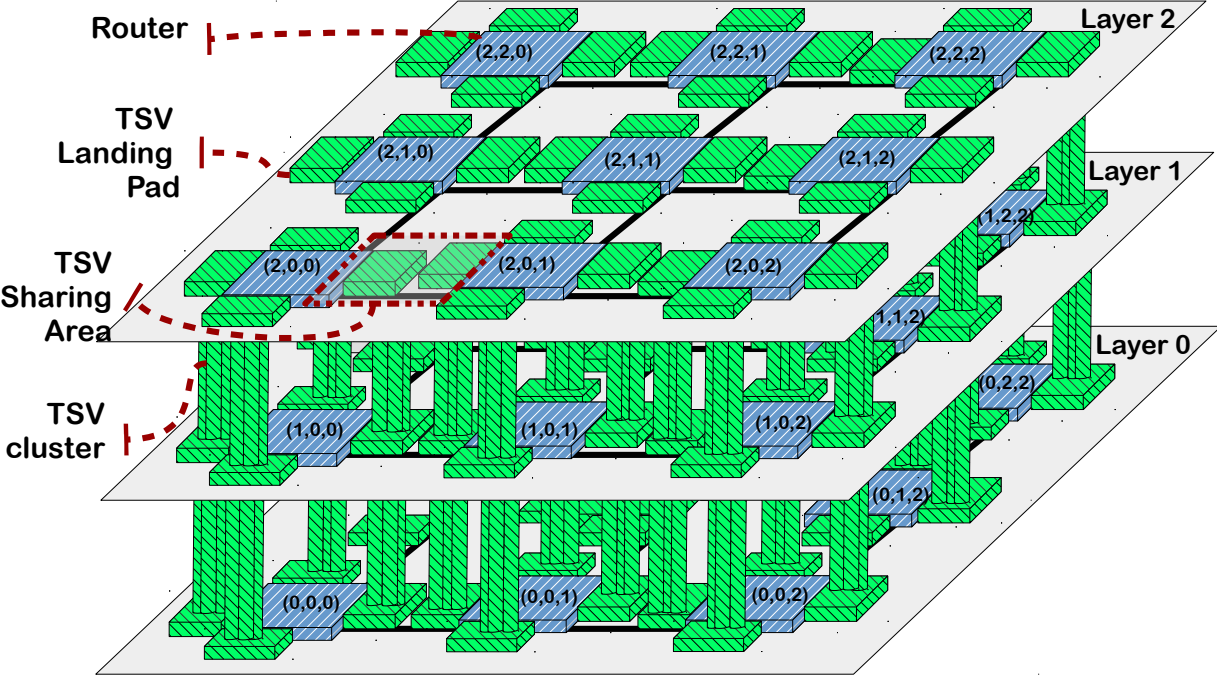 Router
Layer 2
(2,2,0)
(2,2,1)
(2,2,2)
TSV
Landing
Pad
(2,1,0)
(2,1,1)
(2,1,2)
Layer 1
(1,2,2)
TSV
Sharing
Area
(2,0,0)
(2,0,1)
(2,0,2)
1,1,2)
Layer 0
(0,2,2)
TSV
cluster
(1,0,0)
(1,0,1)
(1,0,2)
(0,1,2)
(0,0,0)
(0,0,1)
(0,0,2)